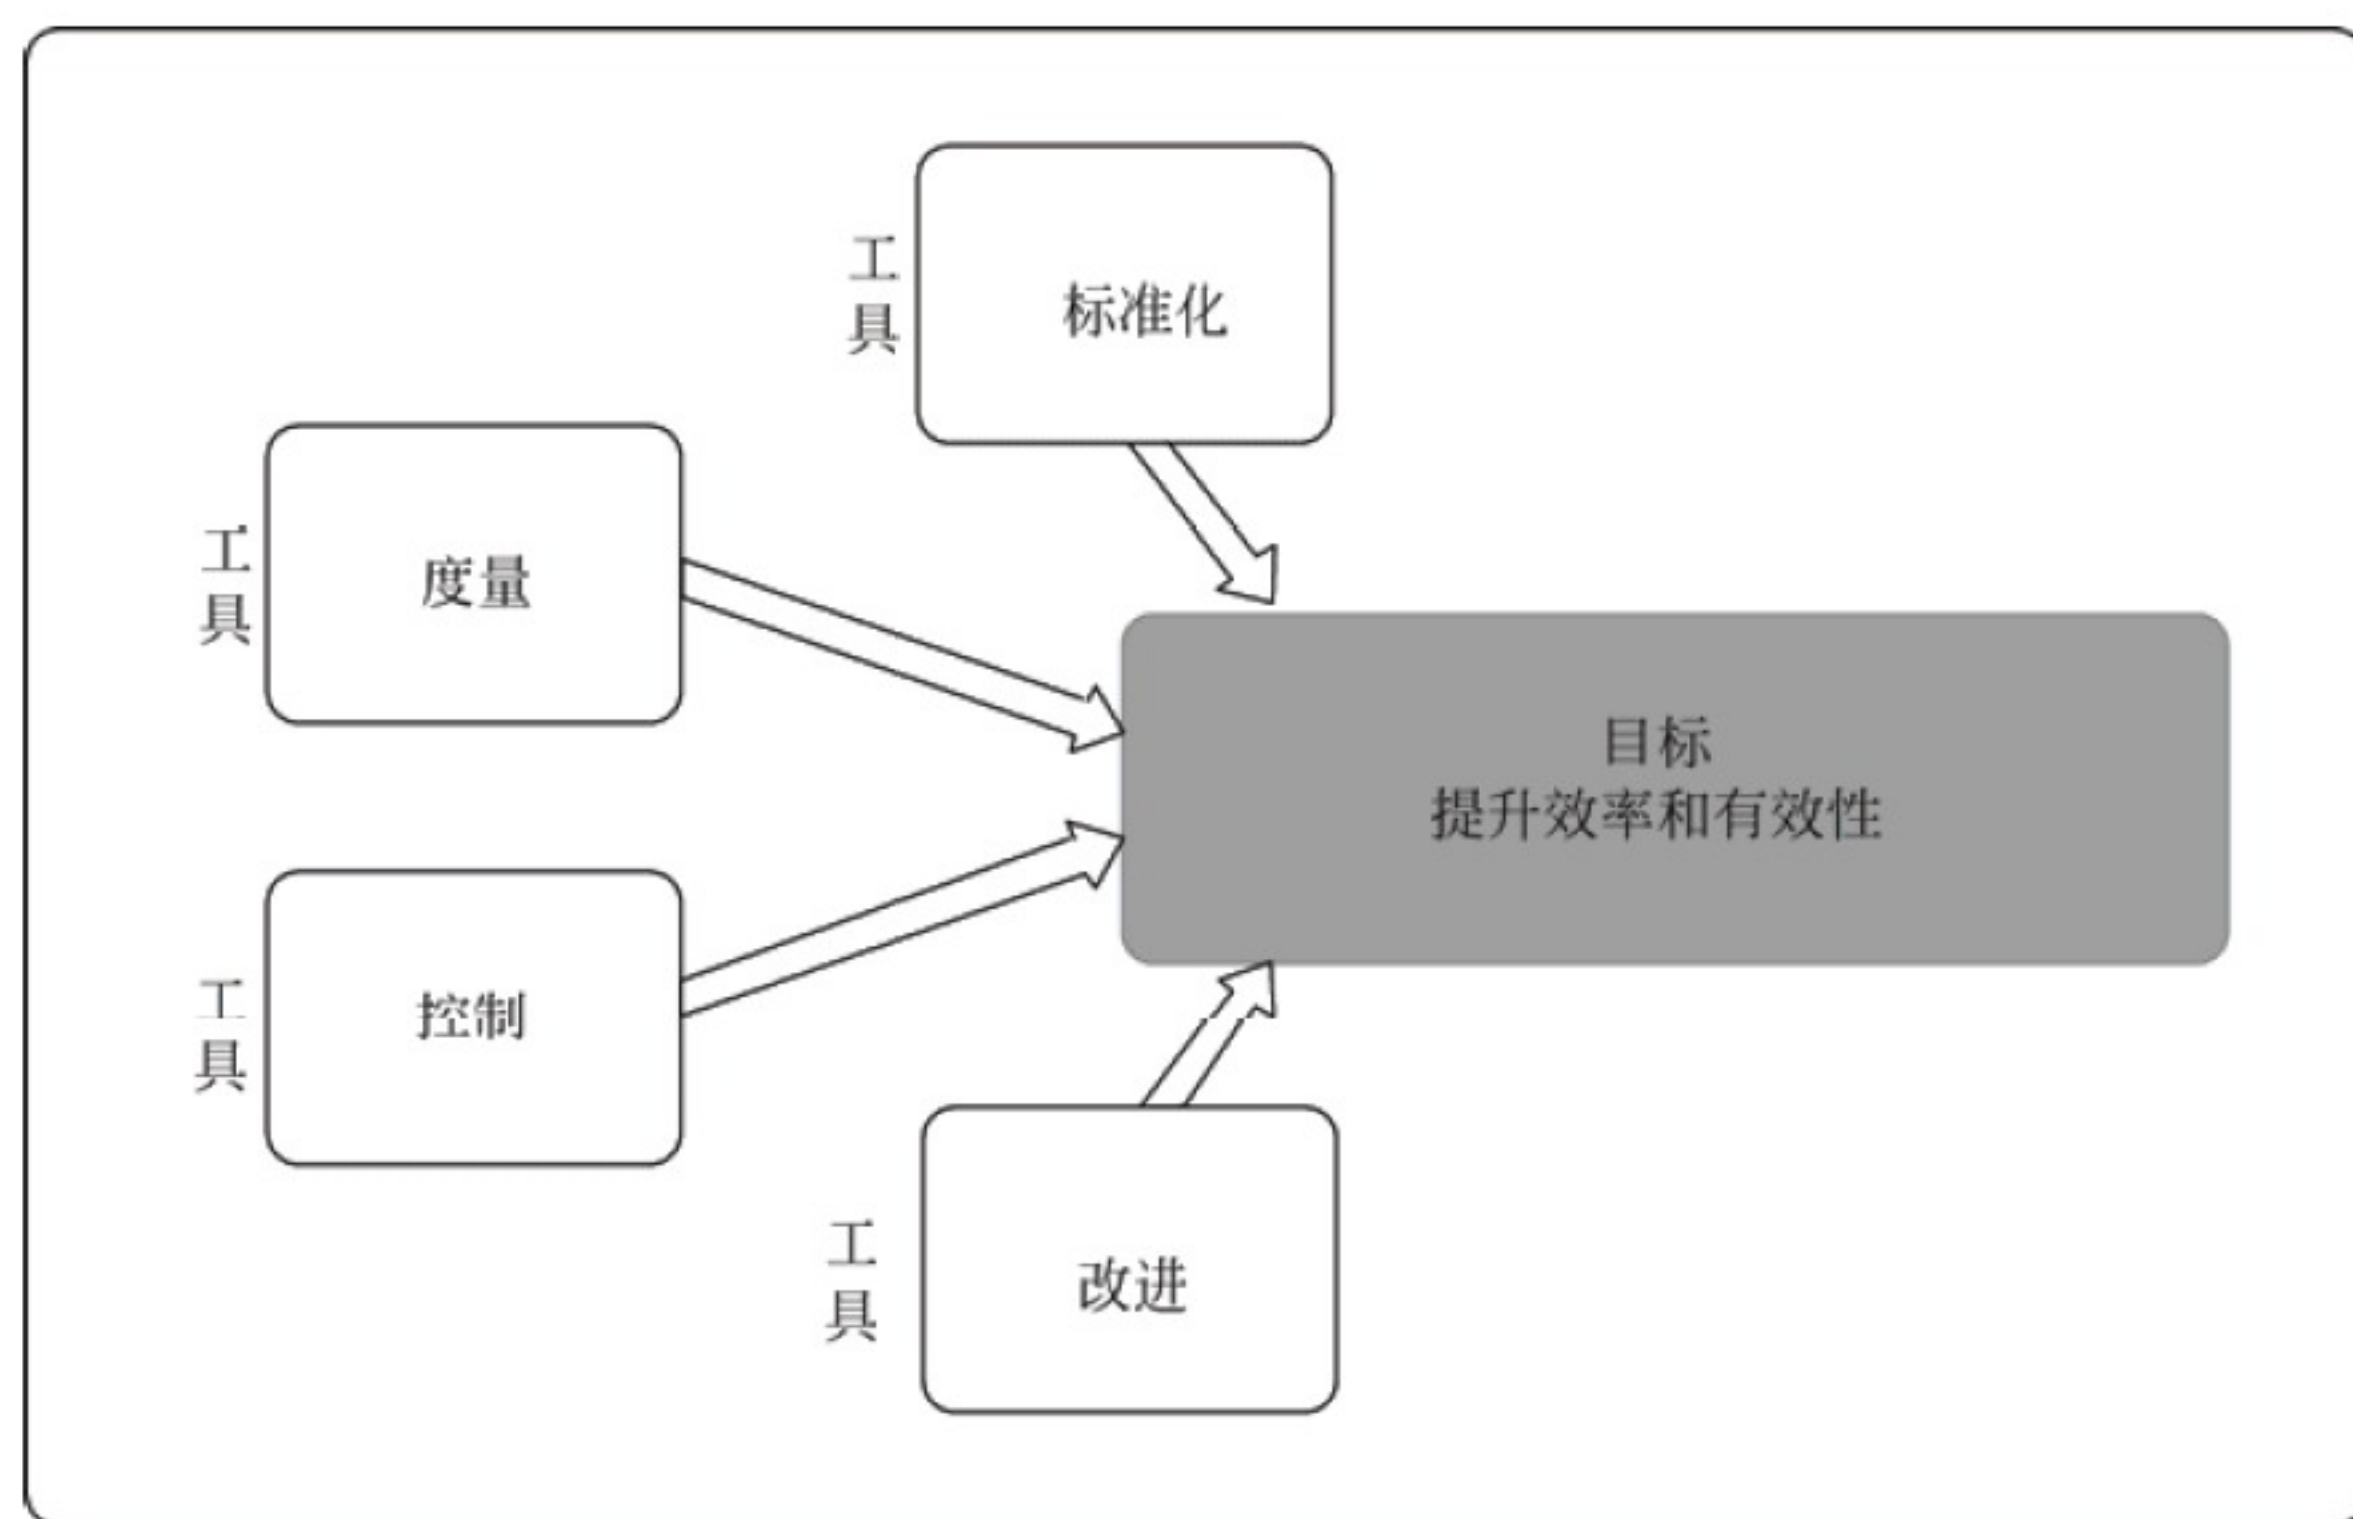 工具
标准化
工具
度量
目标
提升效率和有效性
工具
控制
工具
改进